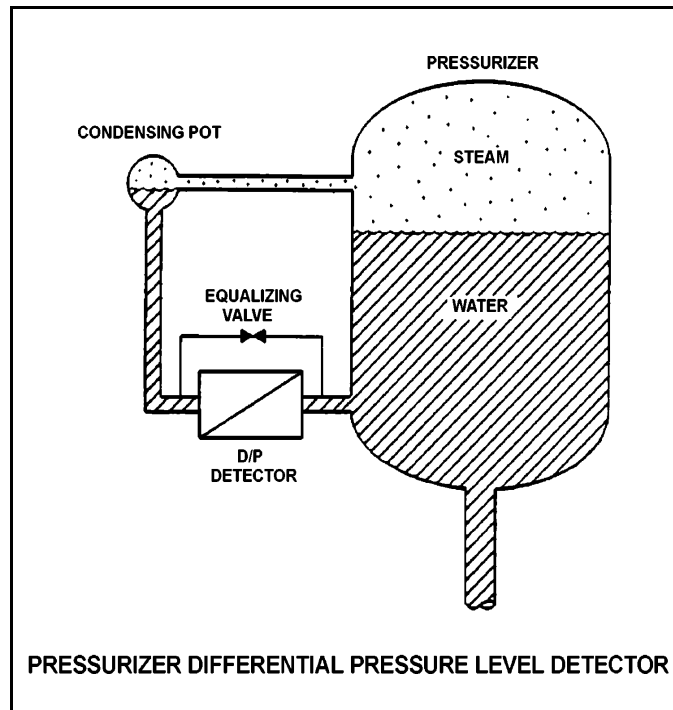 PRESSURIZER
CONDENSING POT
STEAM
EQUALIZING
VALVE
WATER
D/P
DETECTOR
PRESSURIZER DIFFERENTIAL PRESSURE LEVEL DETECTOR